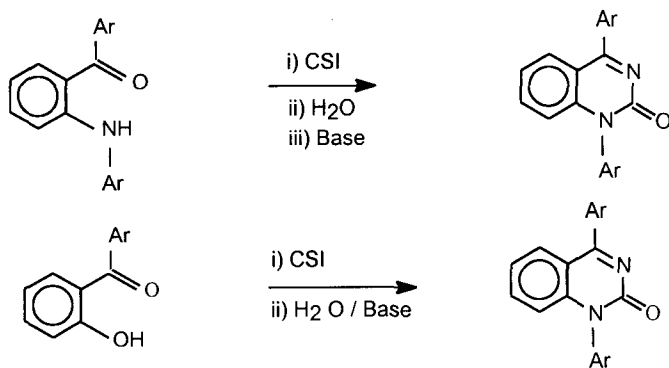 Ar
Ar
i) CSI
N
O
ii) H2O
NH
N
O
iii) Base
Ar
Ar
Ar
Ar
i) CSI
N
O
ii) H2 O / Base
N
O
OH
Ar